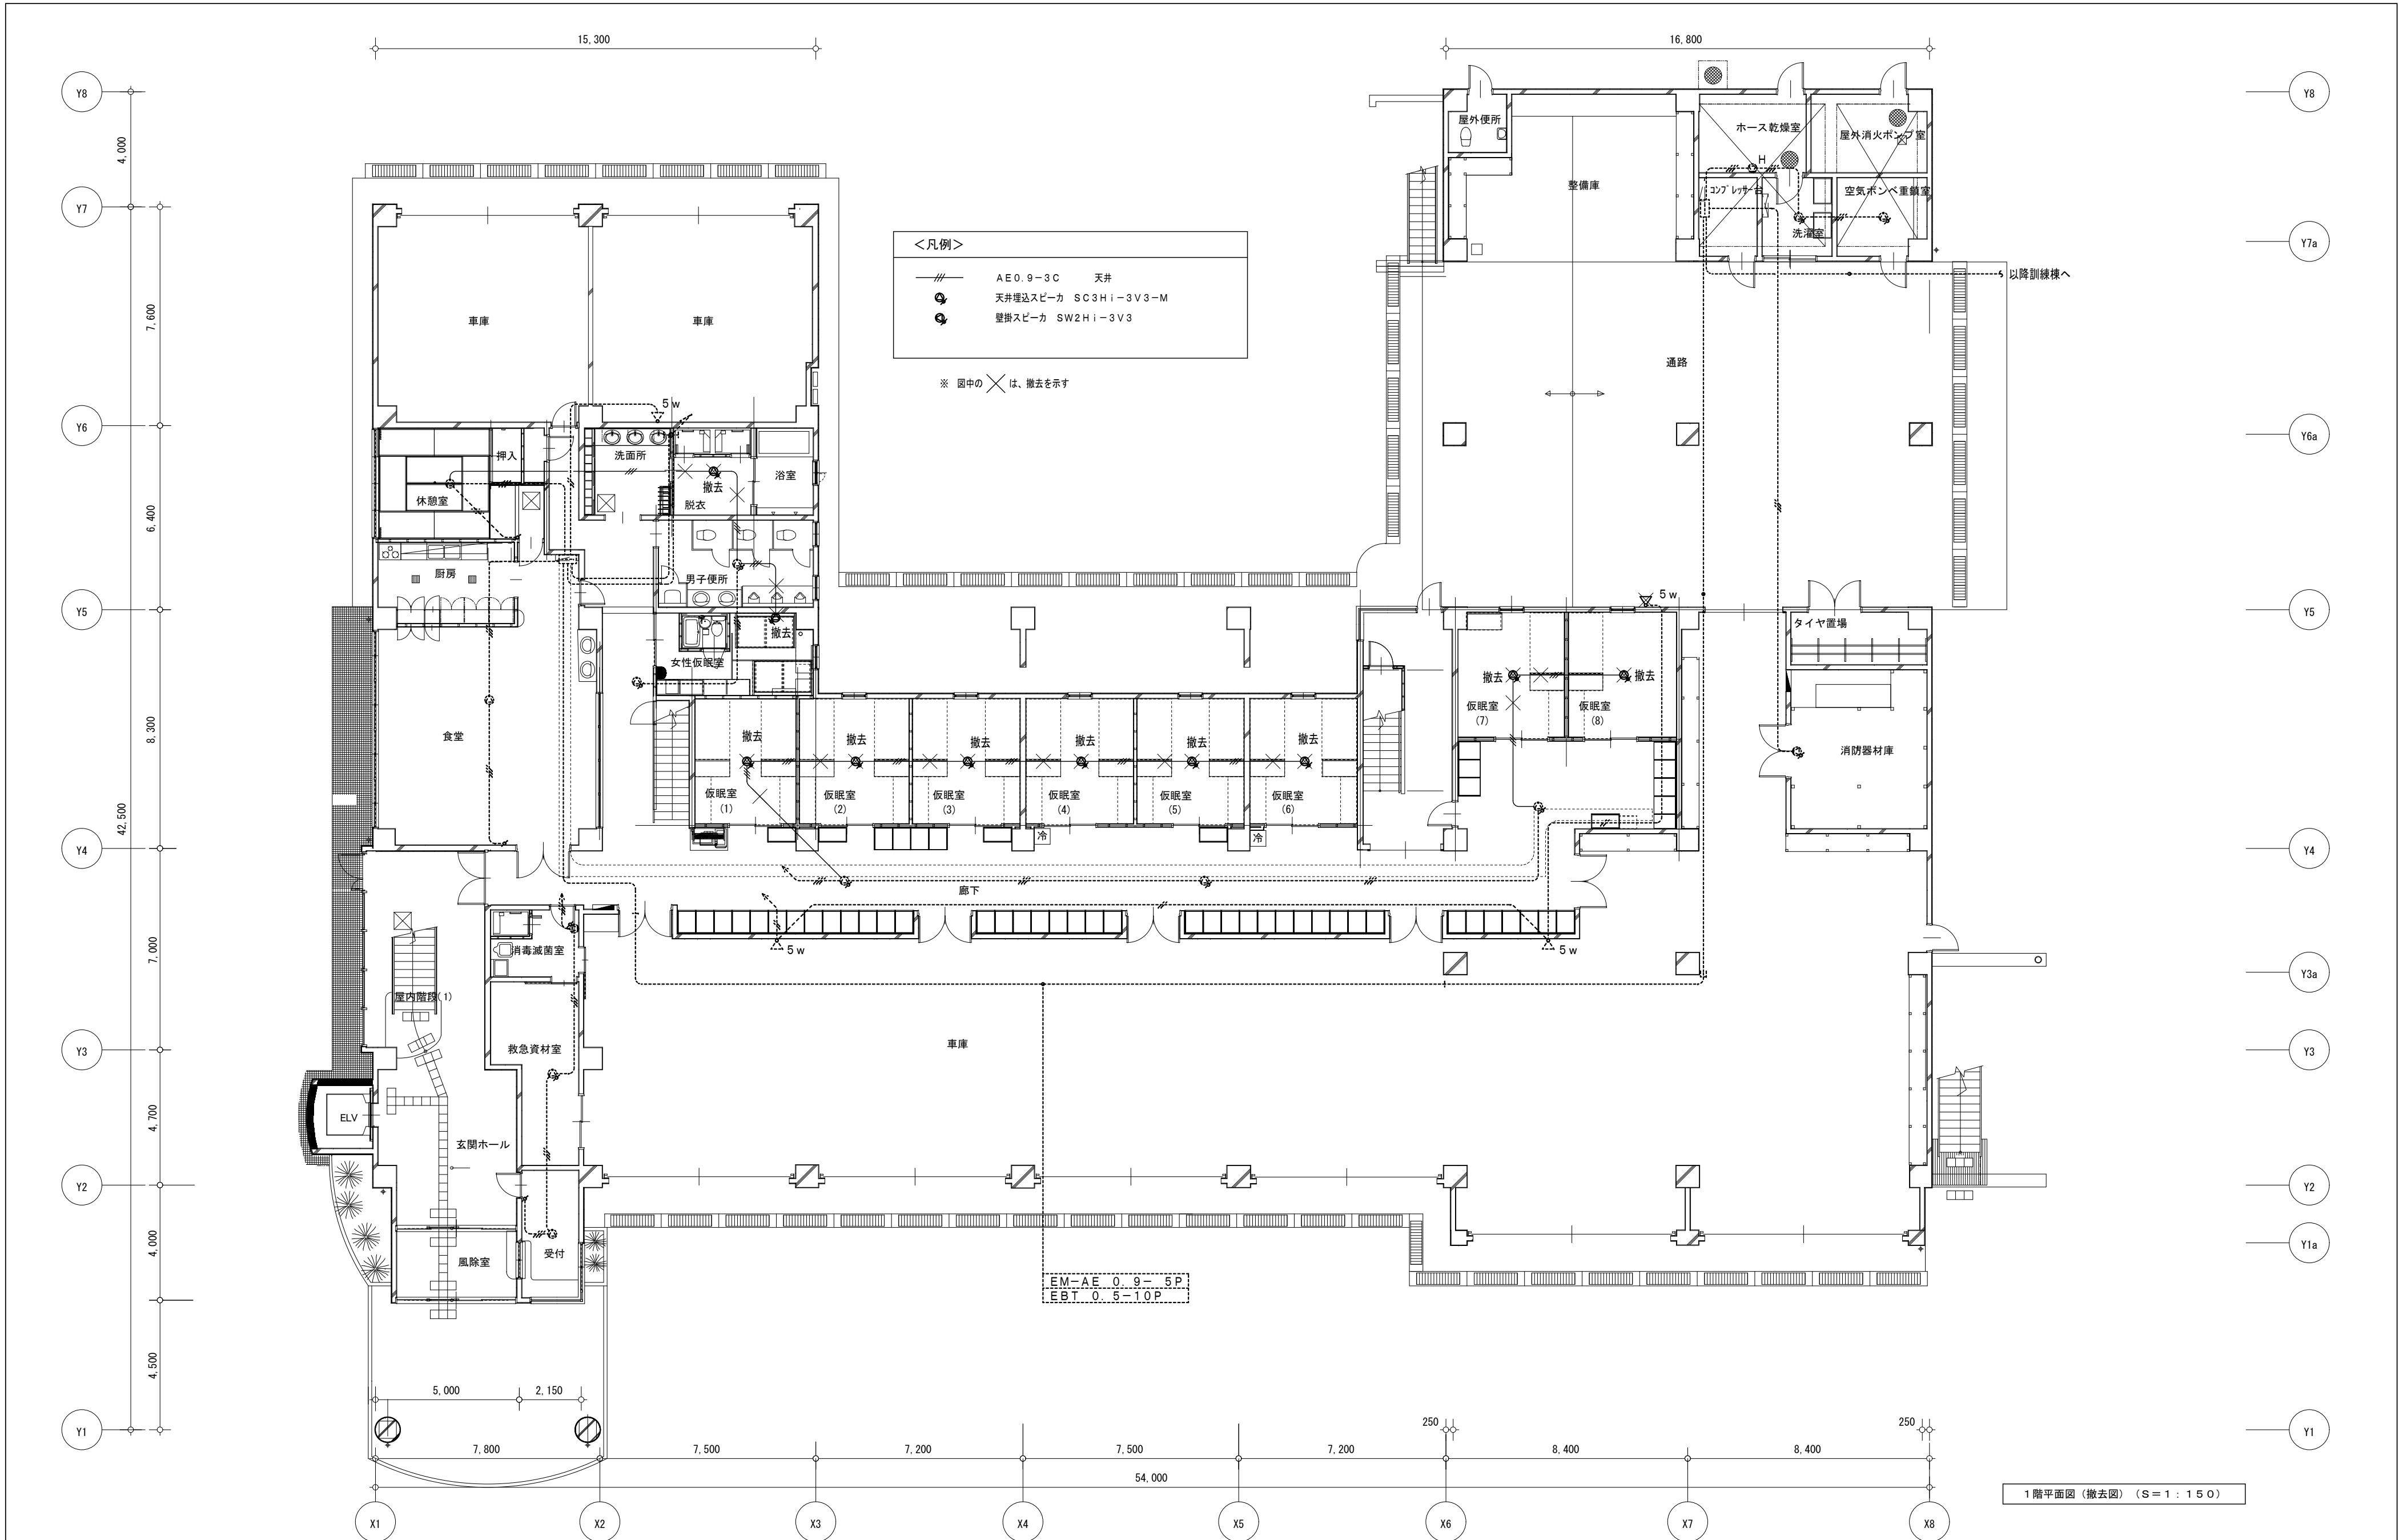 15,300
16,800
Y8
Y8
4,000
屋外便所
ホース乾燥室
屋外消火ポンプ室
H
整備庫
コンプレッサー台
空気ボンベ重鎮室
洗濯室
Y7
Y7a
<凡例>
AE0.9-3C 天井
天井埋込スピーカ SC3Hi-3V3-M
壁掛スピーカ SW2Hi-3V3
※ 図中の は、撤去を示す
以降訓練棟へ
7,600
車庫
車庫
通路
5w
Y6
Y6a
押入
洗面所
浴室
休憩室
撤去
脱衣
6,400
厨房
男子便所
Y5
5w
Y5
タイヤ置場
撤去
女性仮眠室
撤去
撤去
仮眠室
(7)
仮眠室
(8)
8,300
食堂
撤去
撤去
撤去
撤去
撤去
撤去
消防器材庫
仮眠室
(1)
仮眠室
(2)
仮眠室
(3)
仮眠室
(4)
仮眠室
(5)
仮眠室
(6)
42,500
冷
冷
Y4
Y4
廊下
7,000
消毒滅菌室
5w
5w
Y3a
屋内階段(1)
救急資材室
車庫
Y3
Y3
4,700
ELV
玄関ホール
Y2
Y2
4,000
風除室
受付
Y1a
EM-AE 0.9- 5P
EBT 0.5-10P
4,500
5,000
2,150
250
250
Y1
Y1
7,800
7,500
7,200
7,500
7,200
8,400
8,400
54,000
1階平面図(撤去図)(S=1:150)
X1
X2
X3
X4
X5
X6
X7
X8